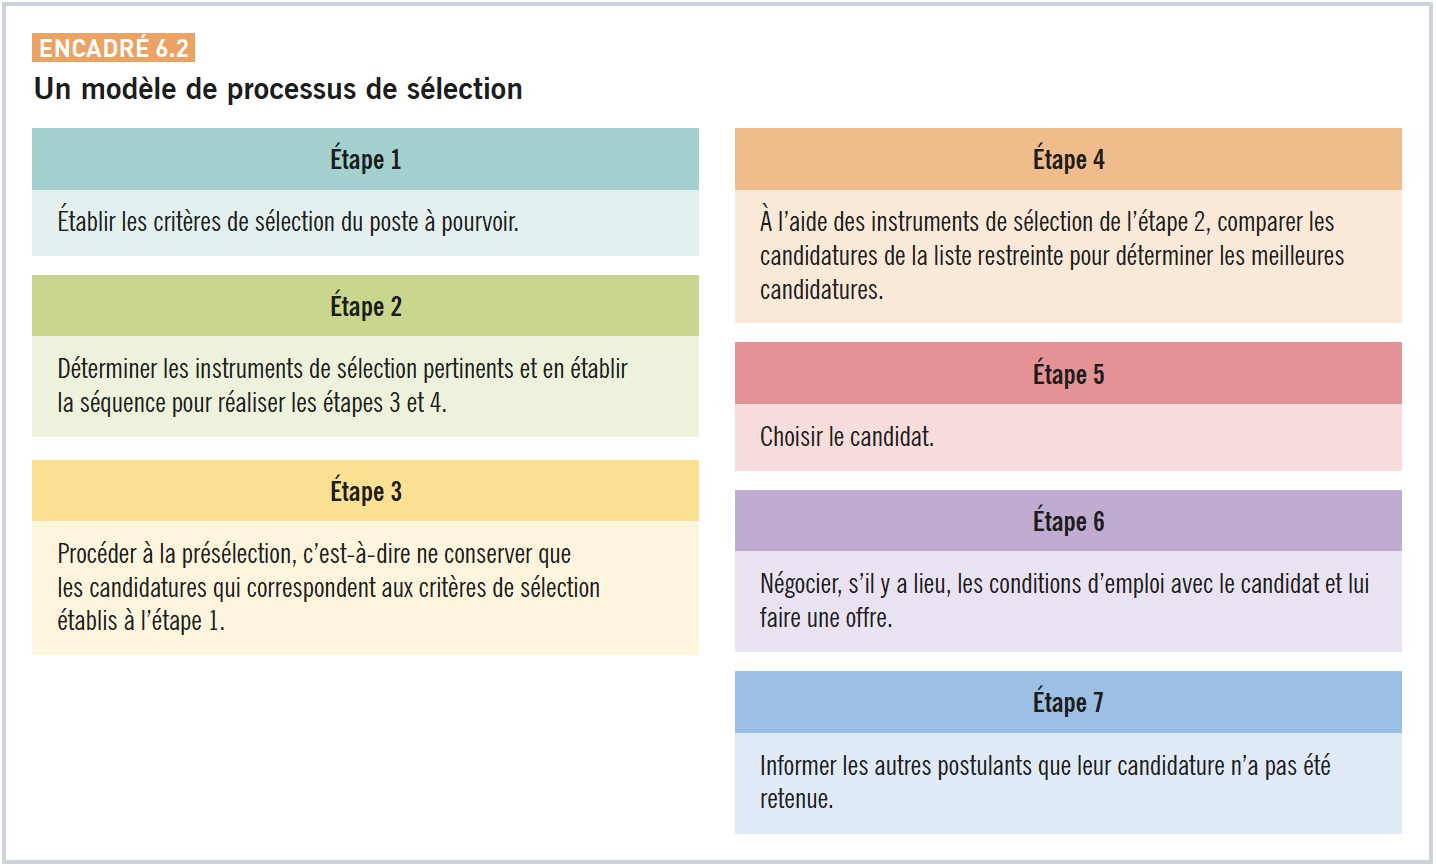 ENCADRÉ 6.2
Un modèle de processus de sélection
Étape 1
Établir les critères de sélection du poste à pourvoir.
Étape 2
Déterminer les instruments de sélection pertinents et en établir
la séquence pour réaliser les étapes 3 et 4.
Étape 3
Procéder à la présélection, c’est-à-dire ne conserver que
les candidatures qui correspondent aux critères de sélection
établis à l’étape 1.
Étape 4
À l’aide des instruments de sélection de l’étape 2, comparer les
candidatures de la liste restreinte pour déterminer les meilleures
candidatures.
Étape 5
Choisir le candidat.
Étape 6
Négocier, s’il y a lieu, les conditions d’emploi avec le candidat et lui
faire une offre.
Étape 7
Informer les autres postulants que leur candidature n’a pas été
retenue.